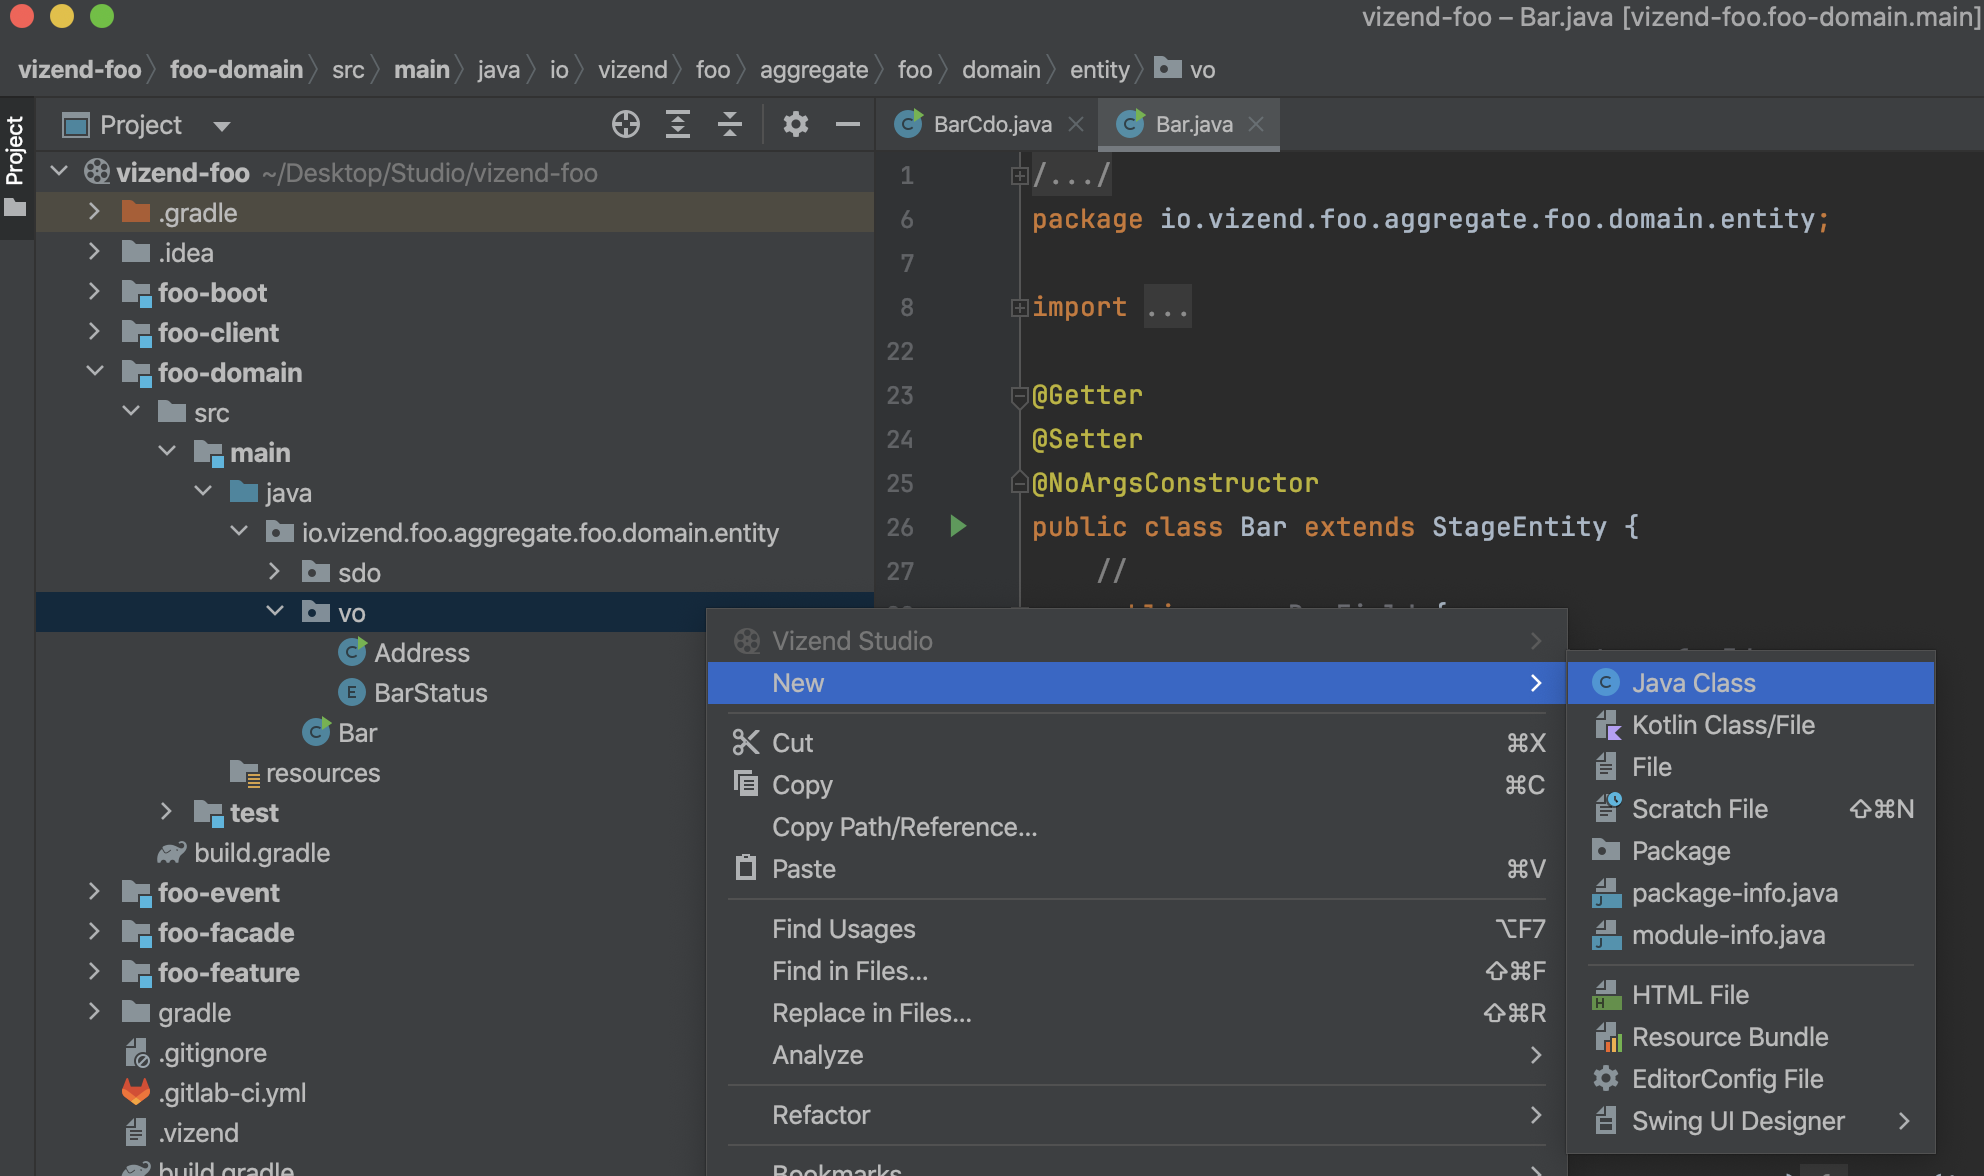 vizend-foo – Bar.java [vizend-foo.foo-domain.main]
vizend-foo foo-domain src main java io vizend foo aggregate foo domain entity vo
Project
Project
BarCdo.java
Bar.java
vizend-foo ~/Desktop/Studio/vizend-foo
.gradle
.idea
foo-boot
foo-client
foo-domain
src
main
java
io.vizend.foo.aggregate.foo.domain.entity
sdo
vo
Address
BarStatus
Bar
resources
test
build.gradle
foo-event
foo-facade
foo-feature
gradle
.gitignore
.gitlab-ci.yml
.vizend
build.gradle
1 /.../
6 package io.vizend.foo.aggregate.foo.domain.entity;
7
8 import ...
22
23 @Getter
24 @Setter
25 @NoArgsConstructor
26 public class Bar extends StageEntity {
27 //
Vizend Studio
New
Cut ⌘X
Copy ⌘C
Copy Path/Reference...
Paste ⌘V
Find Usages ⌥F7
Find in Files... ⇧⌘F
Replace in Files... ⇧⌘R
Analyze
Refactor
Bookmarks
Java Class
Kotlin Class/File
File
Scratch File ⇧⌘N
Package
package-info.java
module-info.java
HTML File
Resource Bundle
EditorConfig File
Swing UI Designer